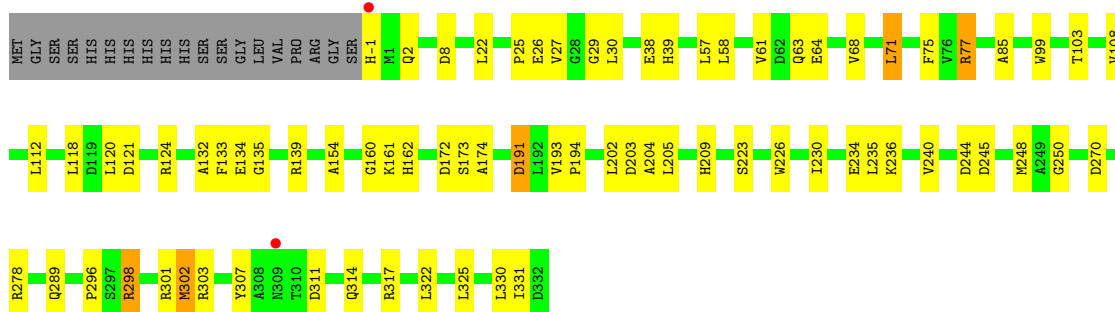 MET GLY SER SER HIS HIS HIS HIS HIS HIS SER SER GLY LEU VAL PRO ARG GLY SER H-1 M1 Q2 D8 L22 P25 E26 V27 G28 G29 L30 E38 H39 L57 L58 V61 D62 Q63 E64 V68 L71 F75 V76 R77 A85 W99 T103 V108
L112 L118 D119 L120 D121 R124 A132 F133 E134 G135 R139 A154 G160 K161 H162 D172 S173 A174 D191 L192 V193 P194 L202 D203 A204 L205 H209 S223 W226 I230 E234 L235 K236 V240 D244 D245 M248 A249 G250 D270
R278 Q289 P296 S297 R298 R301 M302 R303 Y307 A308 N309 T310 D311 Q314 R317 L322 L325 L330 I331 D332